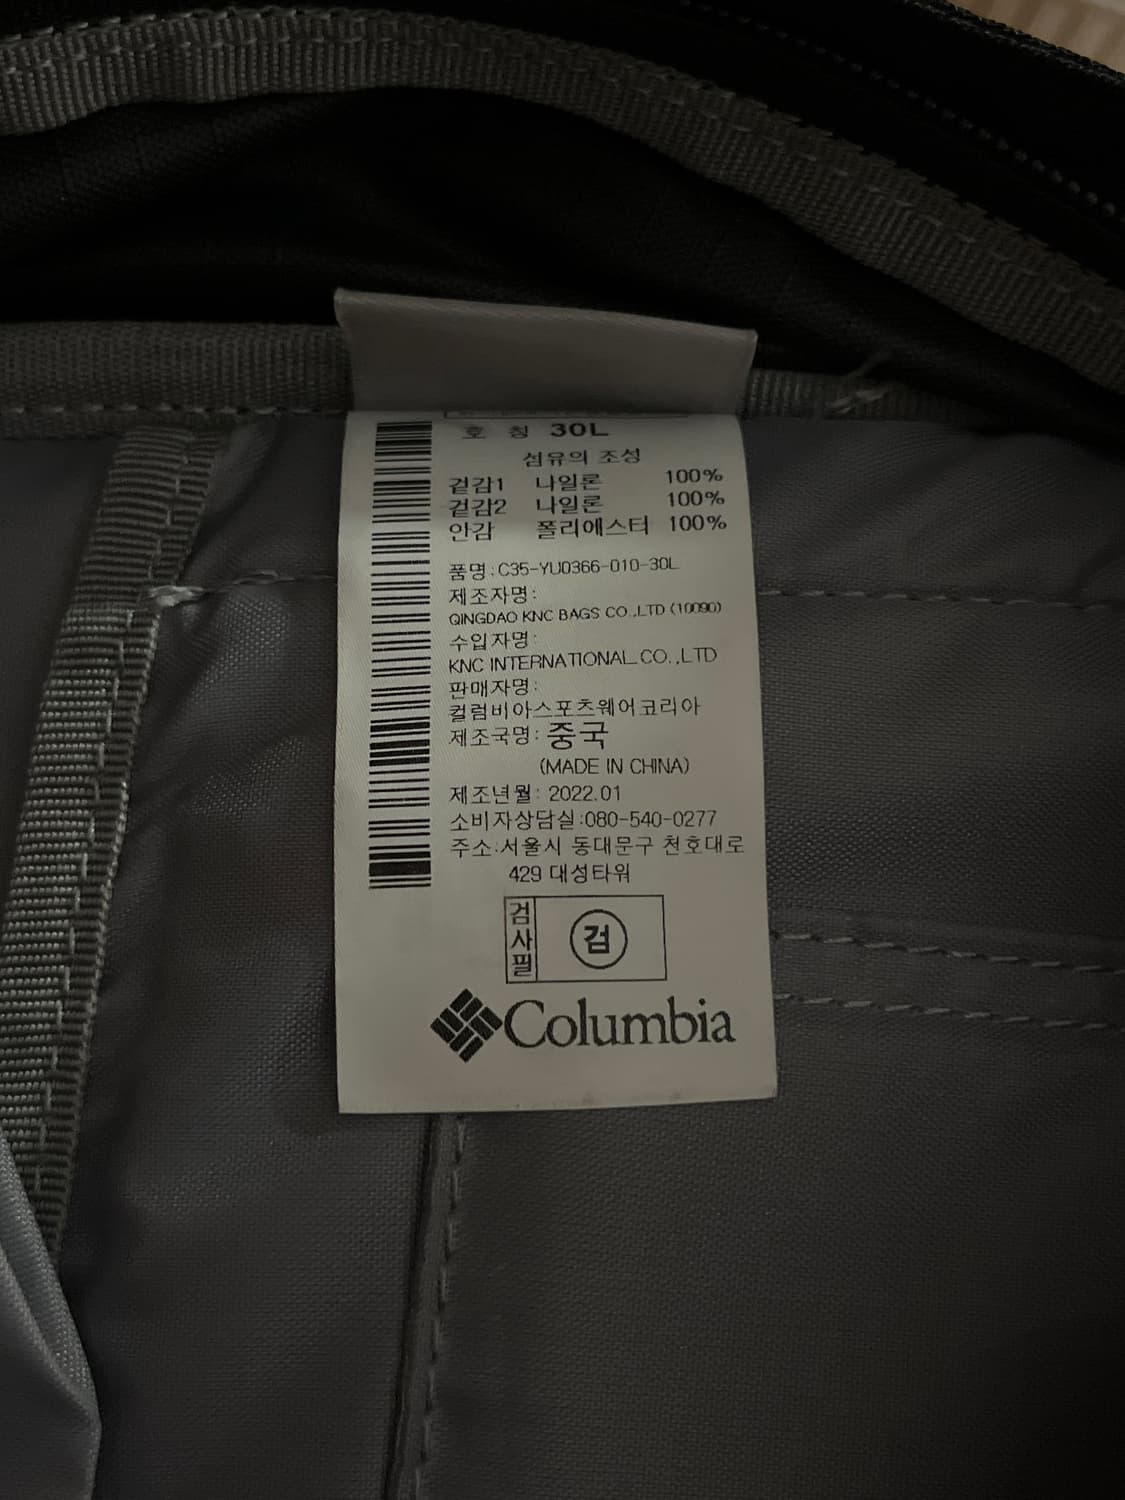 호 칭 30L
섬유의 조성
겉감1 나일론 100%
겉감2 나일론 100%
안감 폴리에스터 100%
품명:C35-YU0366-010-30L
제조자명:
QINGDAO KNC BAGS CO.,LTD (10090)
수입자명:
KNC INTERNATIONAL CO.,LTD
판매자명:
컬럼비아스포츠웨어코리아
제조국명: 중국
(MADE IN CHINA)
제조년월: 2022.01
소비자상담실:080-540-0277
주소:서울시 동대문구 천호대로
429 대성타워
검사필 검
Columbia